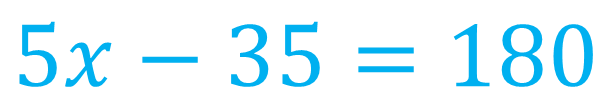 5x − 35 = 180